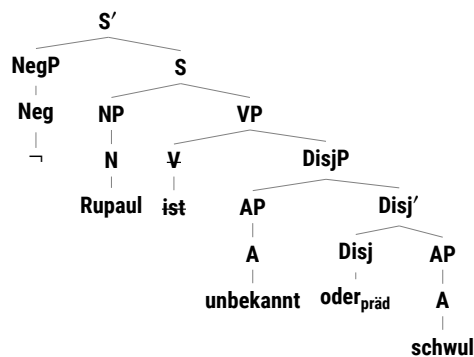 S′
NegP S
Neg NP VP
¬ N V DisjP
Rupaul ist AP Disj′
A Disj AP
unbekannt oderpräd A
schwul